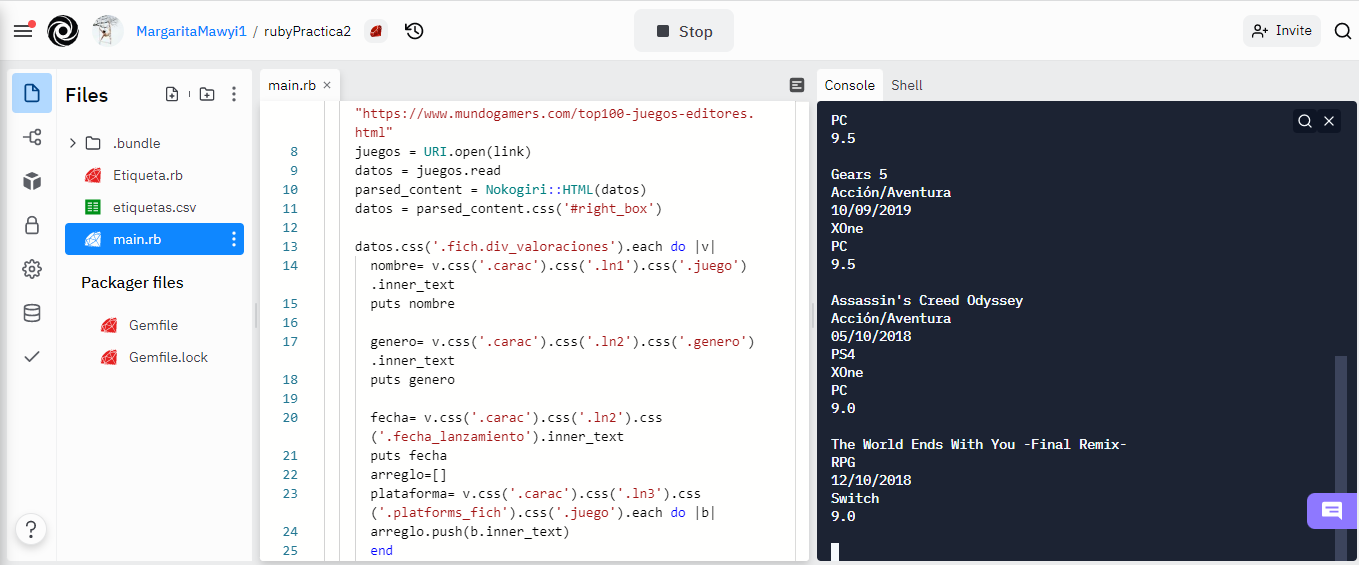 MargaritaMawyi1 / rubyPractica2
Stop
Invite
Files
.bundle
Etiqueta.rb
etiquetas.csv
main.rb
Packager files
Gemfile
Gemfile.lock
?
main.rb ×
"https://www.mundogamers.com/top100-juegos-editores.
html"
8 juegos = URI.open(link)
9 datos = juegos.read
10 parsed_content = Nokogiri::HTML(datos)
11 datos = parsed_content.css('#right_box')
12
13 datos.css('.fich.div_valoraciones').each do |v|
14 nombre= v.css('.carac').css('.ln1').css('.juego')
.inner_text
15 puts nombre
16
17 genero= v.css('.carac').css('.ln2').css('.genero')
.inner_text
18 puts genero
19
20 fecha= v.css('.carac').css('.ln2').css
('.fecha_lanzamiento').inner_text
21 puts fecha
22 arreglo=[]
23 plataforma= v.css('.carac').css('.ln3').css
('.platforms_fich').css('.juego').each do |b|
24 arreglo.push(b.inner_text)
25 end
Console Shell
PC
9.5
Gears 5
Acción/Aventura
10/09/2019
XOne
PC
9.5
Assassin's Creed Odyssey
Acción/Aventura
05/10/2018
PS4
XOne
PC
9.0
The World Ends With You -Final Remix-
RPG
12/10/2018
Switch
9.0